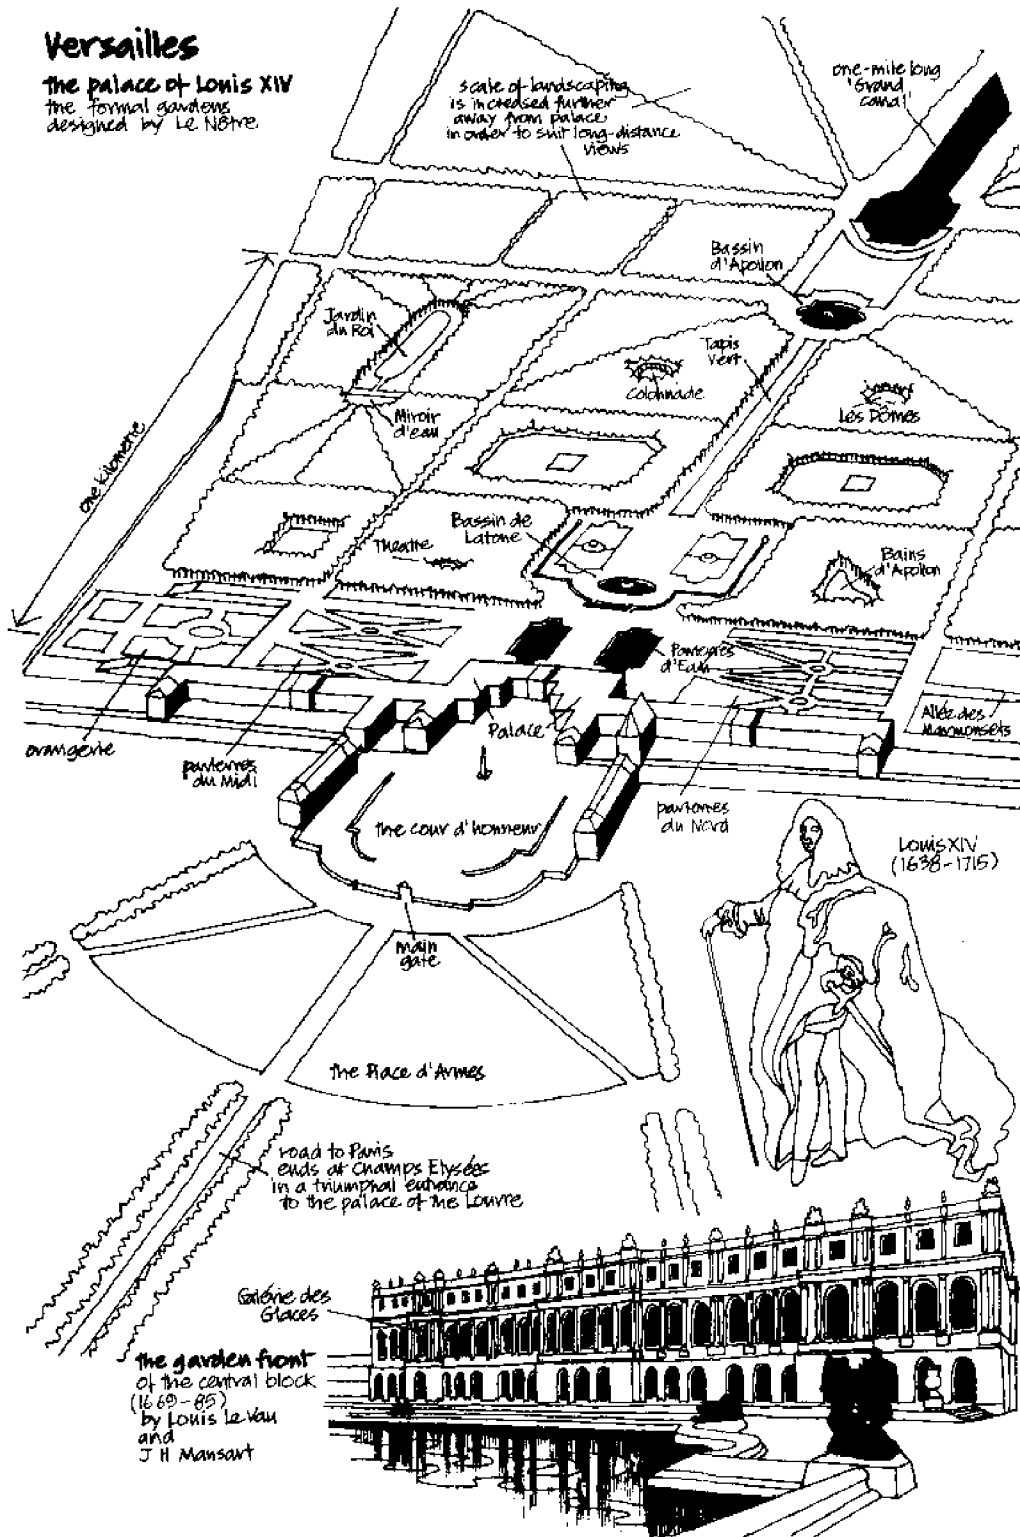 Versailles
the palace of Louis XIV
the formal gardens
designed by Le Nôtre
scale of landscaping
is increased further
away from palace
in order to suit long-distance
views
one-mile long
'Grand
canal'
Bassin
d'Apollon
Jardin
du Roi
Tapis
Vert
Colonnade
Les Dômes
Miroir
d'eau
one kilometre
Bassin de
Latone
Théatre
Bains
d'Apollon
Parterres
d'Eau
Palace
Allée des
Marmousets
orangerie
parterres
du Midi
parterres
du Nord
the cour d'honneur
Louis XIV
(1638-1715)
main
gate
the Place d'Armes
road to Paris
ends at Champs Elysées
in a triumphal entrance
to the palace of the Louvre
Galérie des
Glaces
the garden front
of the central block
(1669-85)
by Louis Le Vau
and
J H Mansart